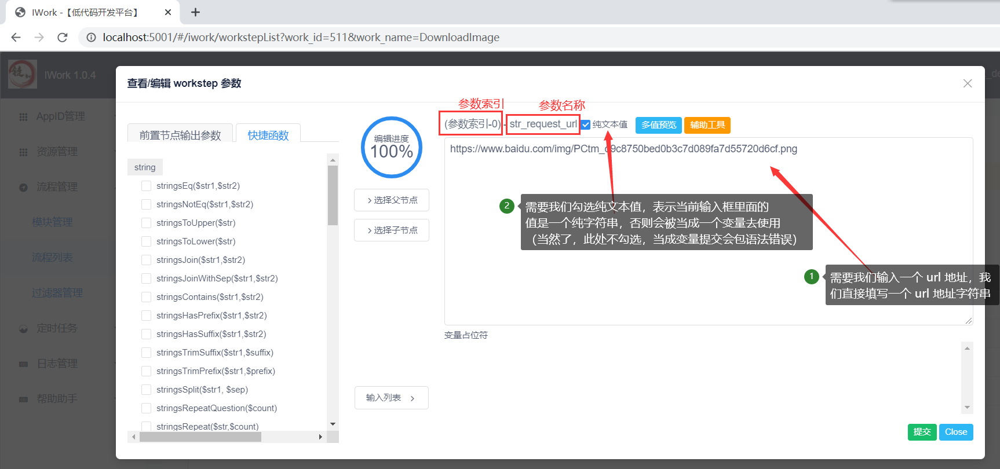 IWork -【低代码开发平台】
localhost:5001/#/iwork/workstepList?work_id=511&work_name=DownloadImage
IWork 1.0.4
AppID管理
资源管理
流程管理
模块管理
流程列表
过滤器管理
定时任务
日志管理
帮助助手
查看/编辑 workstep 参数
前置节点输出参数
快捷函数
string
stringsEq($str1,$str2)
stringsNotEq($str1,$str2)
stringsToUpper($str)
stringsToLower($str)
stringsJoin($str1,$str2)
stringsJoinWithSep($str1,$str2)
stringsContains($str1,$str2)
stringsHasPrefix($str1,$str2)
stringsHasSuffix($str1,$str2)
stringsTrimSuffix($str1,$suffix)
stringsTrimPrefix($str1,$prefix)
stringsSplit($str1, $sep)
stringsRepeatQuestion($count)
stringsRepeat($str,$count)
编辑进度
100%
选择父节点
选择子节点
输入列表
参数索引
参数名称
(参数索引-0) - str_request_url 纯文本值 多值预览 辅助工具
https://www.baidu.com/img/PCtm_d9c8750bed0b3c7d089fa7d55720d6cf.png
2
需要我们勾选纯文本值，表示当前输入框里面的
值是一个纯字符串，否则会被当成一个变量去使用
（当然了，此处不勾选，当成变量提交会包语法错误）
1
需要我们输入一个 url 地址，我
们直接填写一个 url 地址字符串
变量占位符
提交
Close